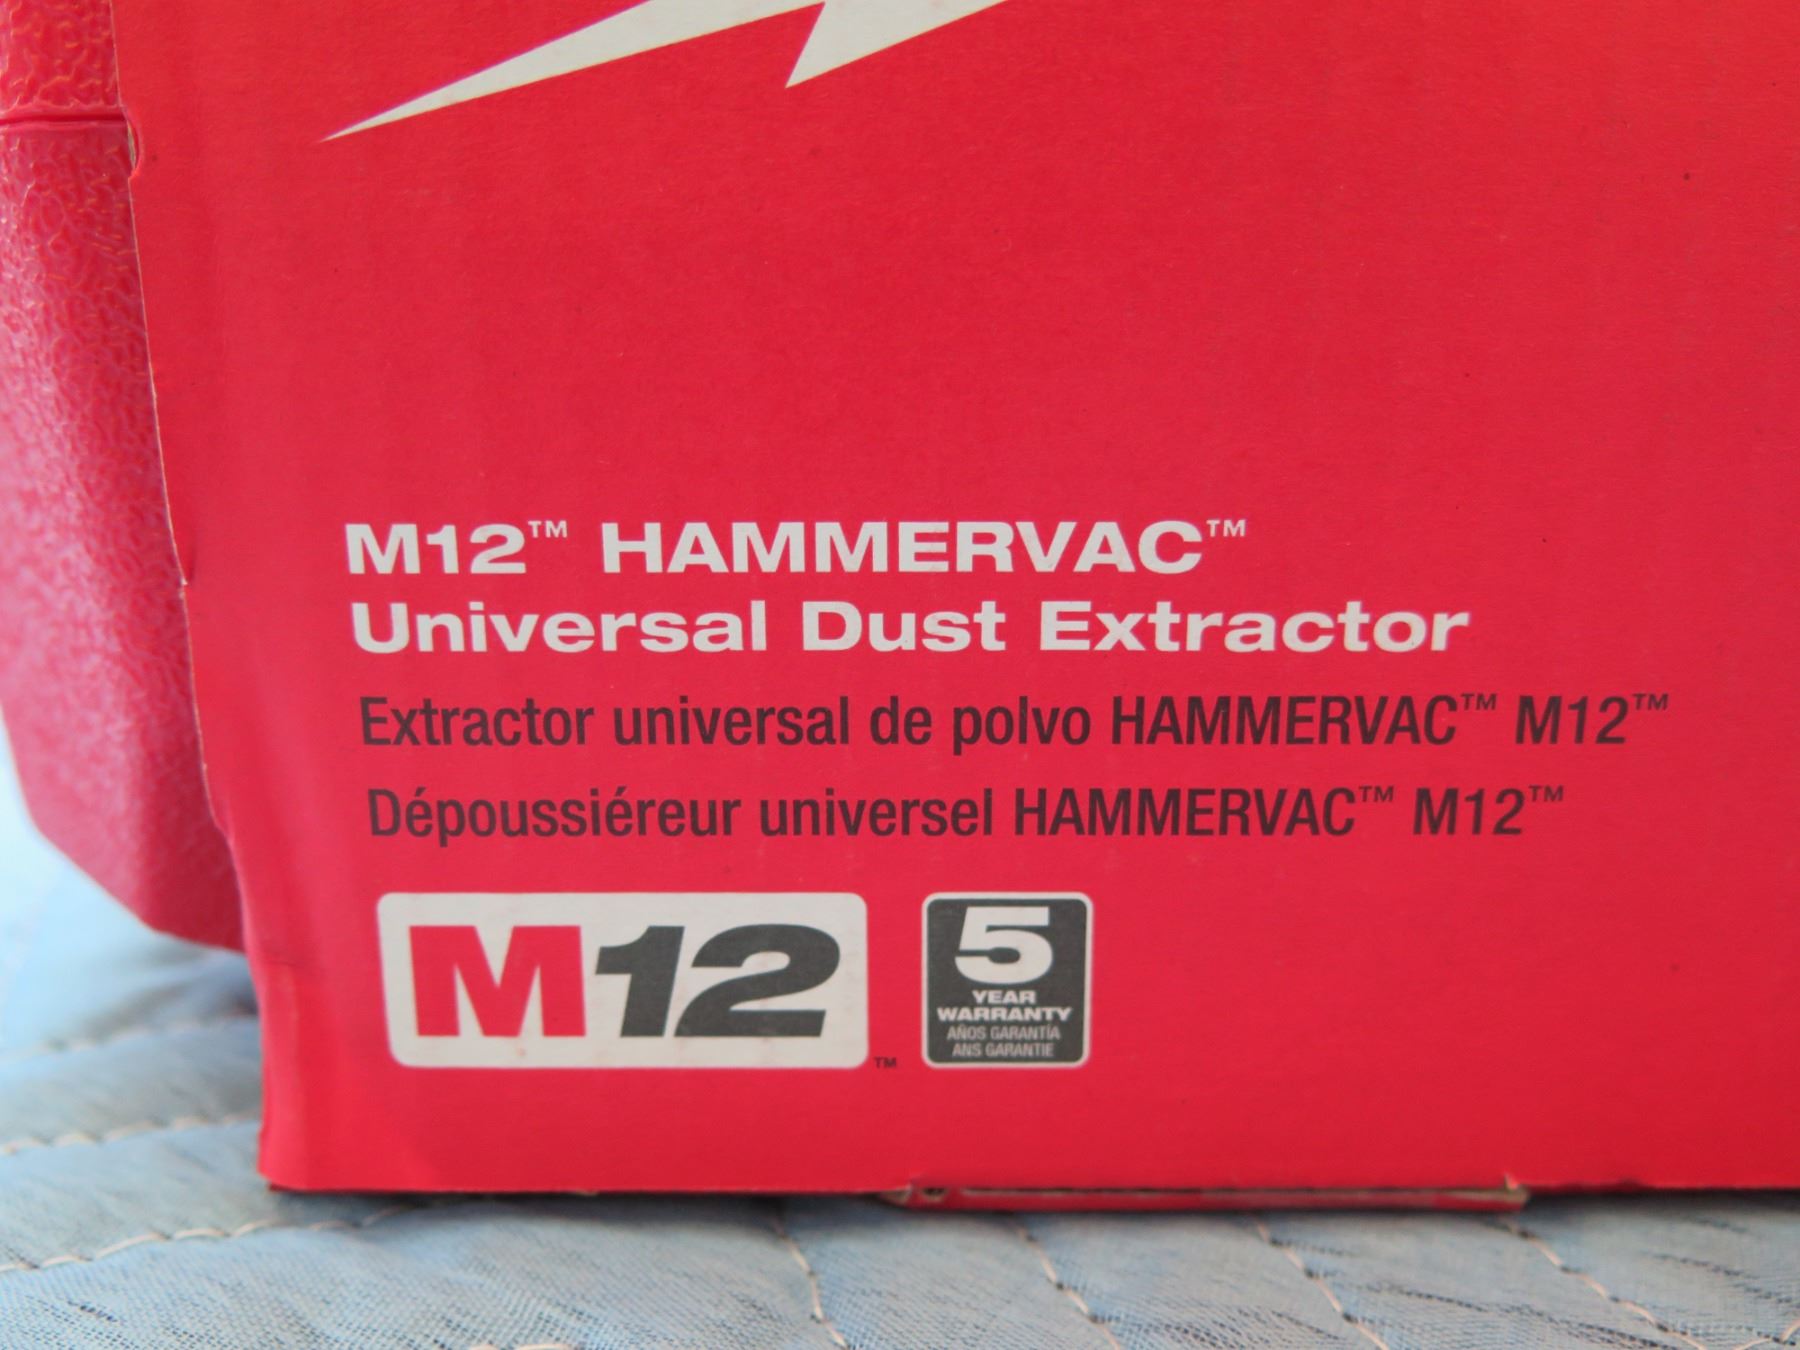 M12™ HAMMERVAC™
Universal Dust Extractor
Extractor universal de polvo HAMMERVAC™ M12™
Dépoussiéreur universel HAMMERVAC™ M12™
M12™
5
YEAR
WARRANTY
AÑOS GARANTÍA
ANS GARANTIE